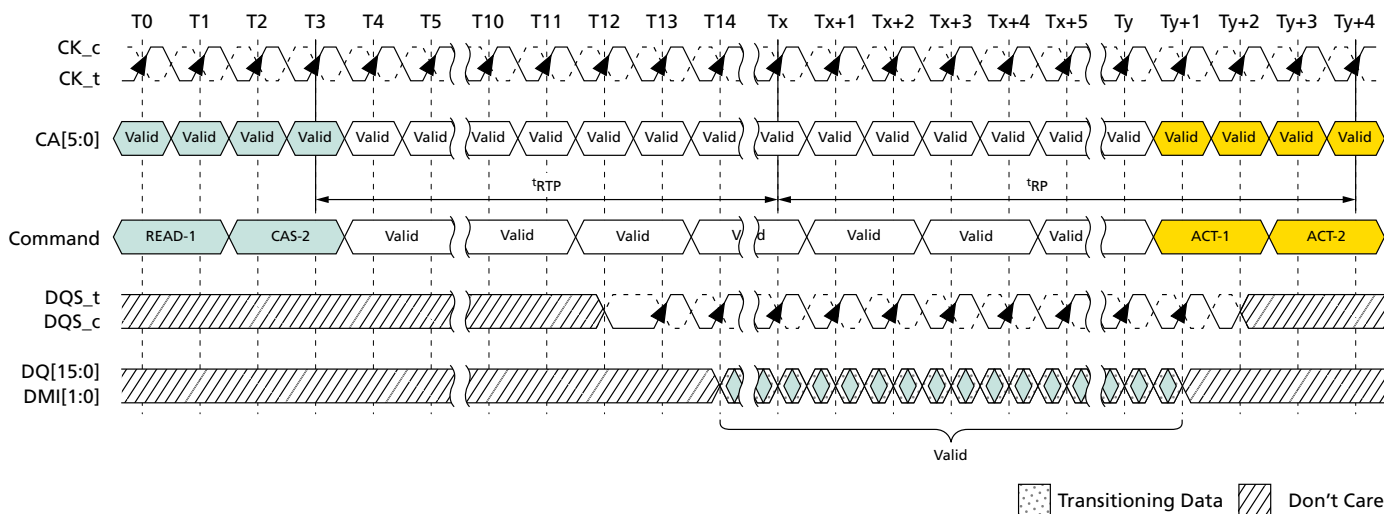 T0 T1 T2 T3 T4 T5 T10 T11 T12 T13 T14 Tx Tx+1 Tx+2 Tx+3 Tx+4 Tx+5 Ty Ty+1 Ty+2 Ty+3 Ty+4
CK_c
CK_t
CA[5:0] Valid Valid Valid Valid Valid Valid Valid Valid Valid Valid Valid Valid Valid Valid Valid Valid Valid Valid Valid Valid Valid Valid
tRTP tRP
Command READ-1 CAS-2 Valid Valid Valid Valid Valid Valid Valid ACT-1 ACT-2
DQS_t
DQS_c
DQ[15:0]
DMI[1:0]
Valid
Transitioning Data Don't Care